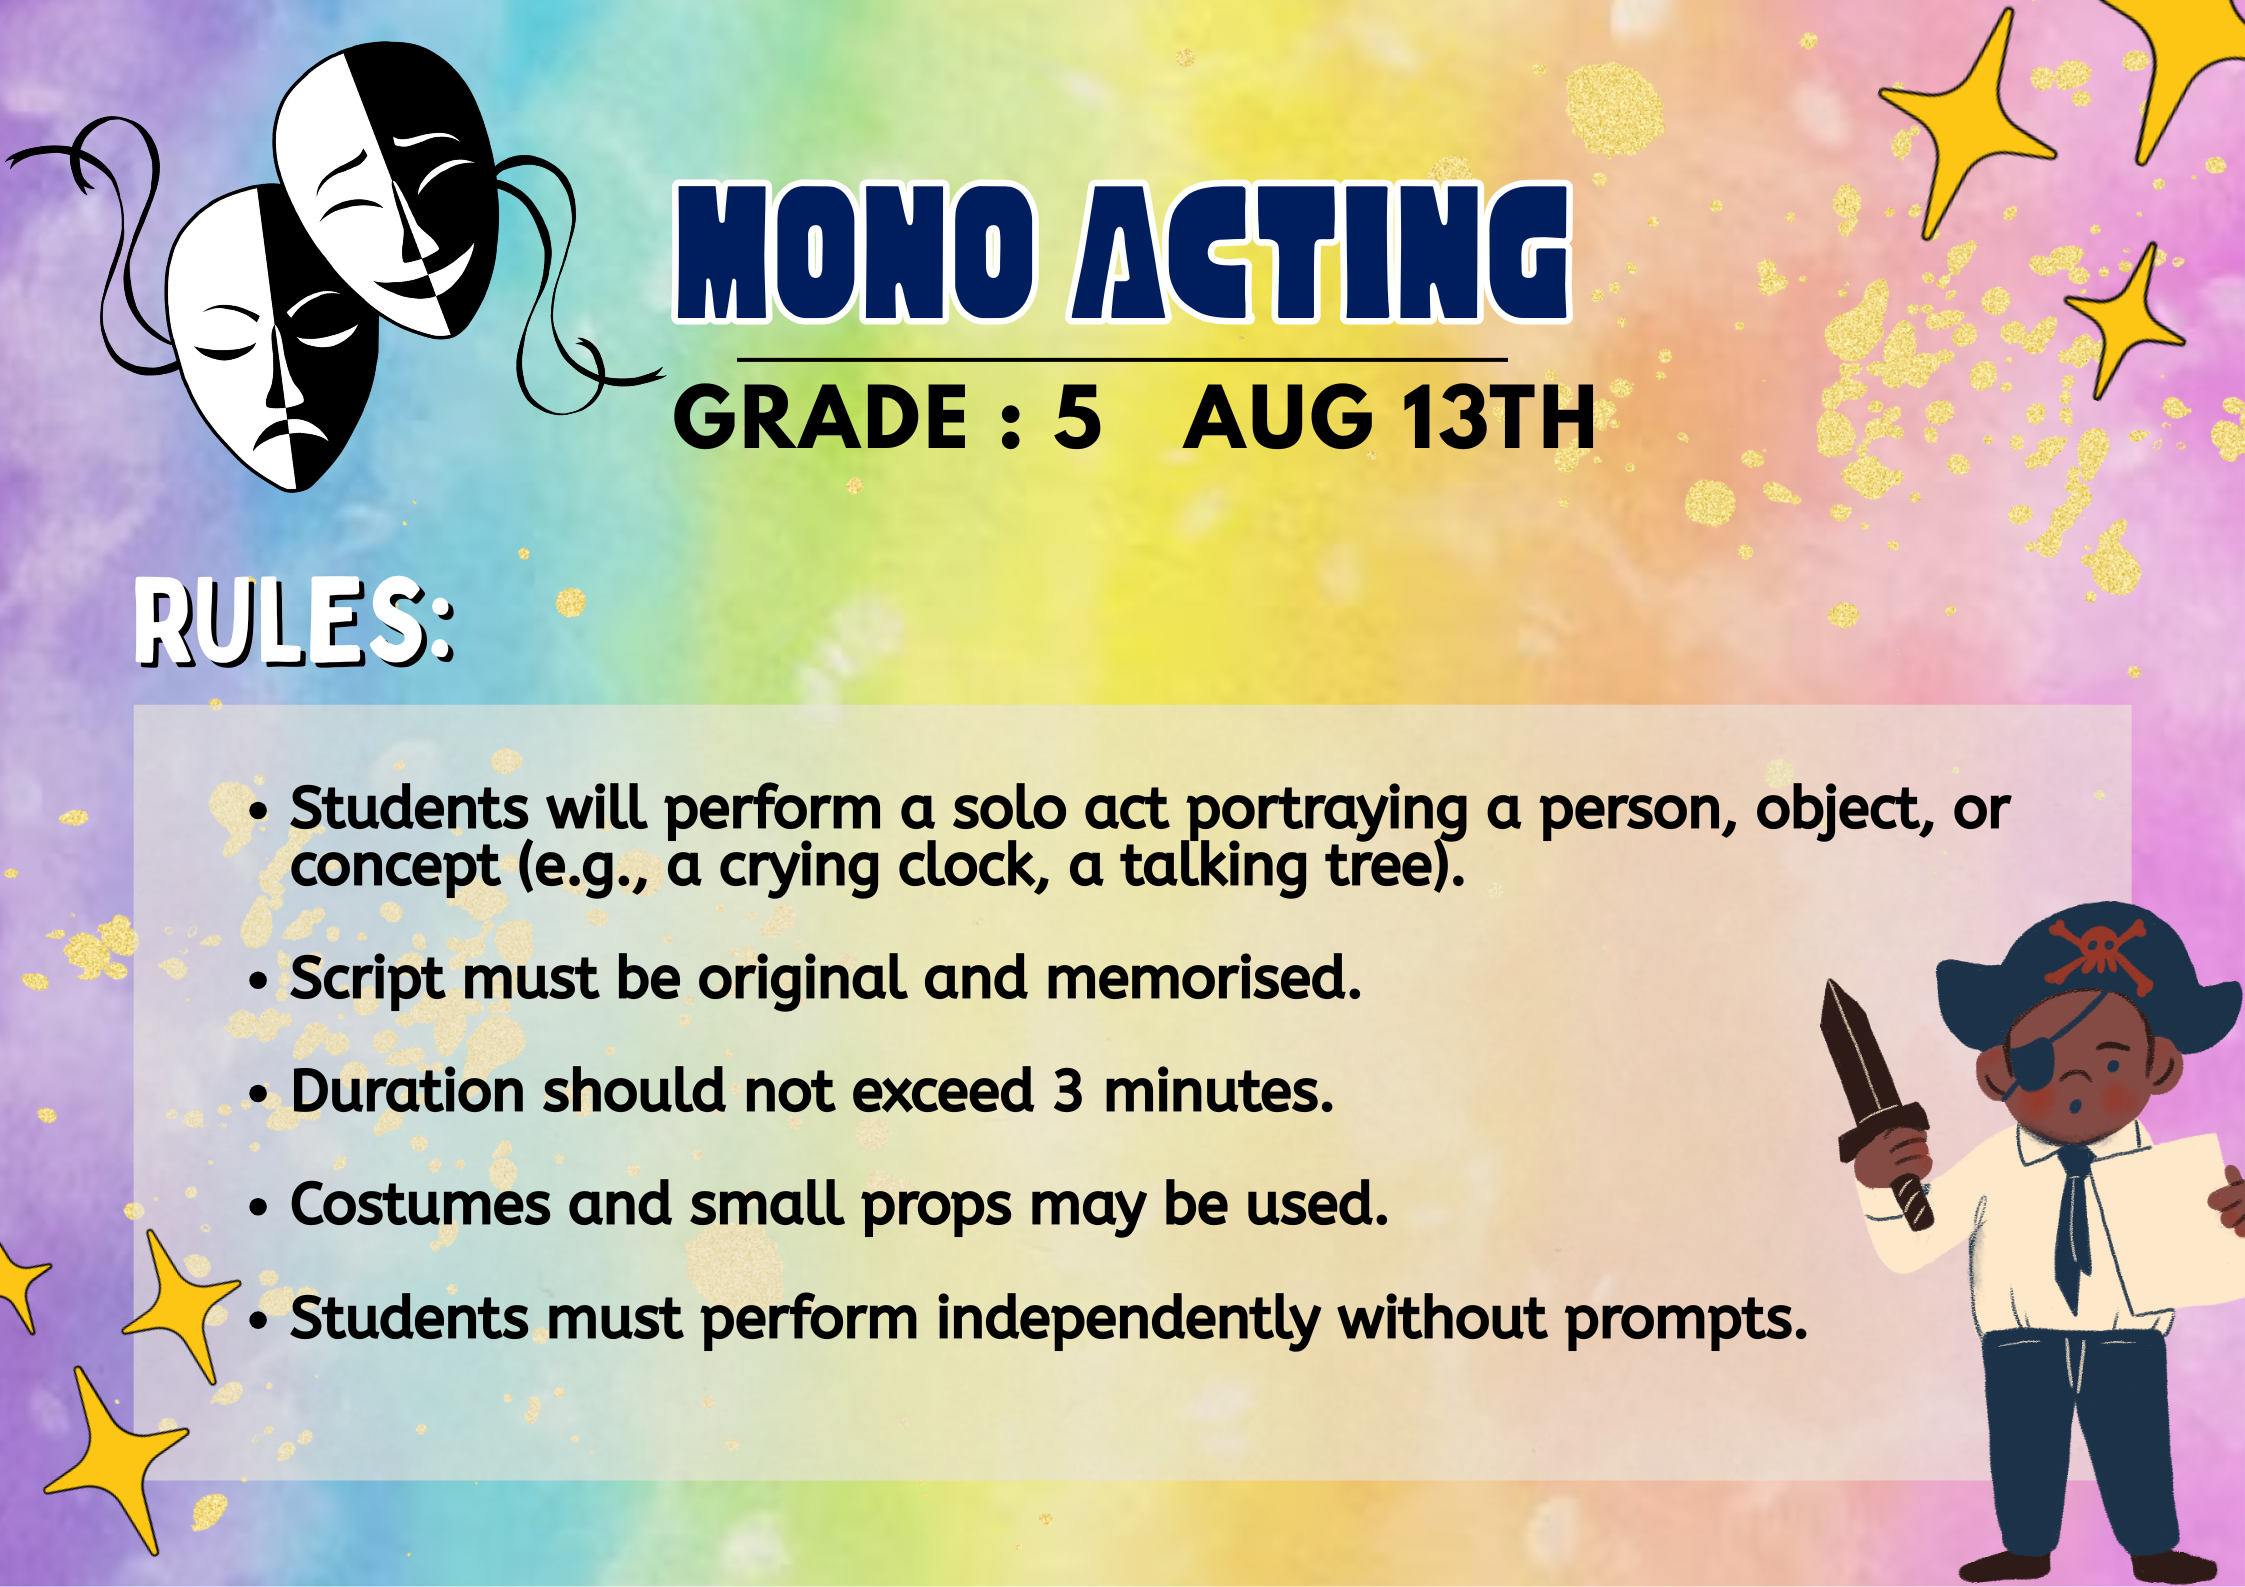 MONO ACTING
GRADE : 5 AUG 13TH
RULES:
• Students will perform a solo act portraying a person, object, or
concept (e.g., a crying clock, a talking tree).
• Script must be original and memorised.
• Duration should not exceed 3 minutes.
• Costumes and small props may be used.
• Students must perform independently without prompts.